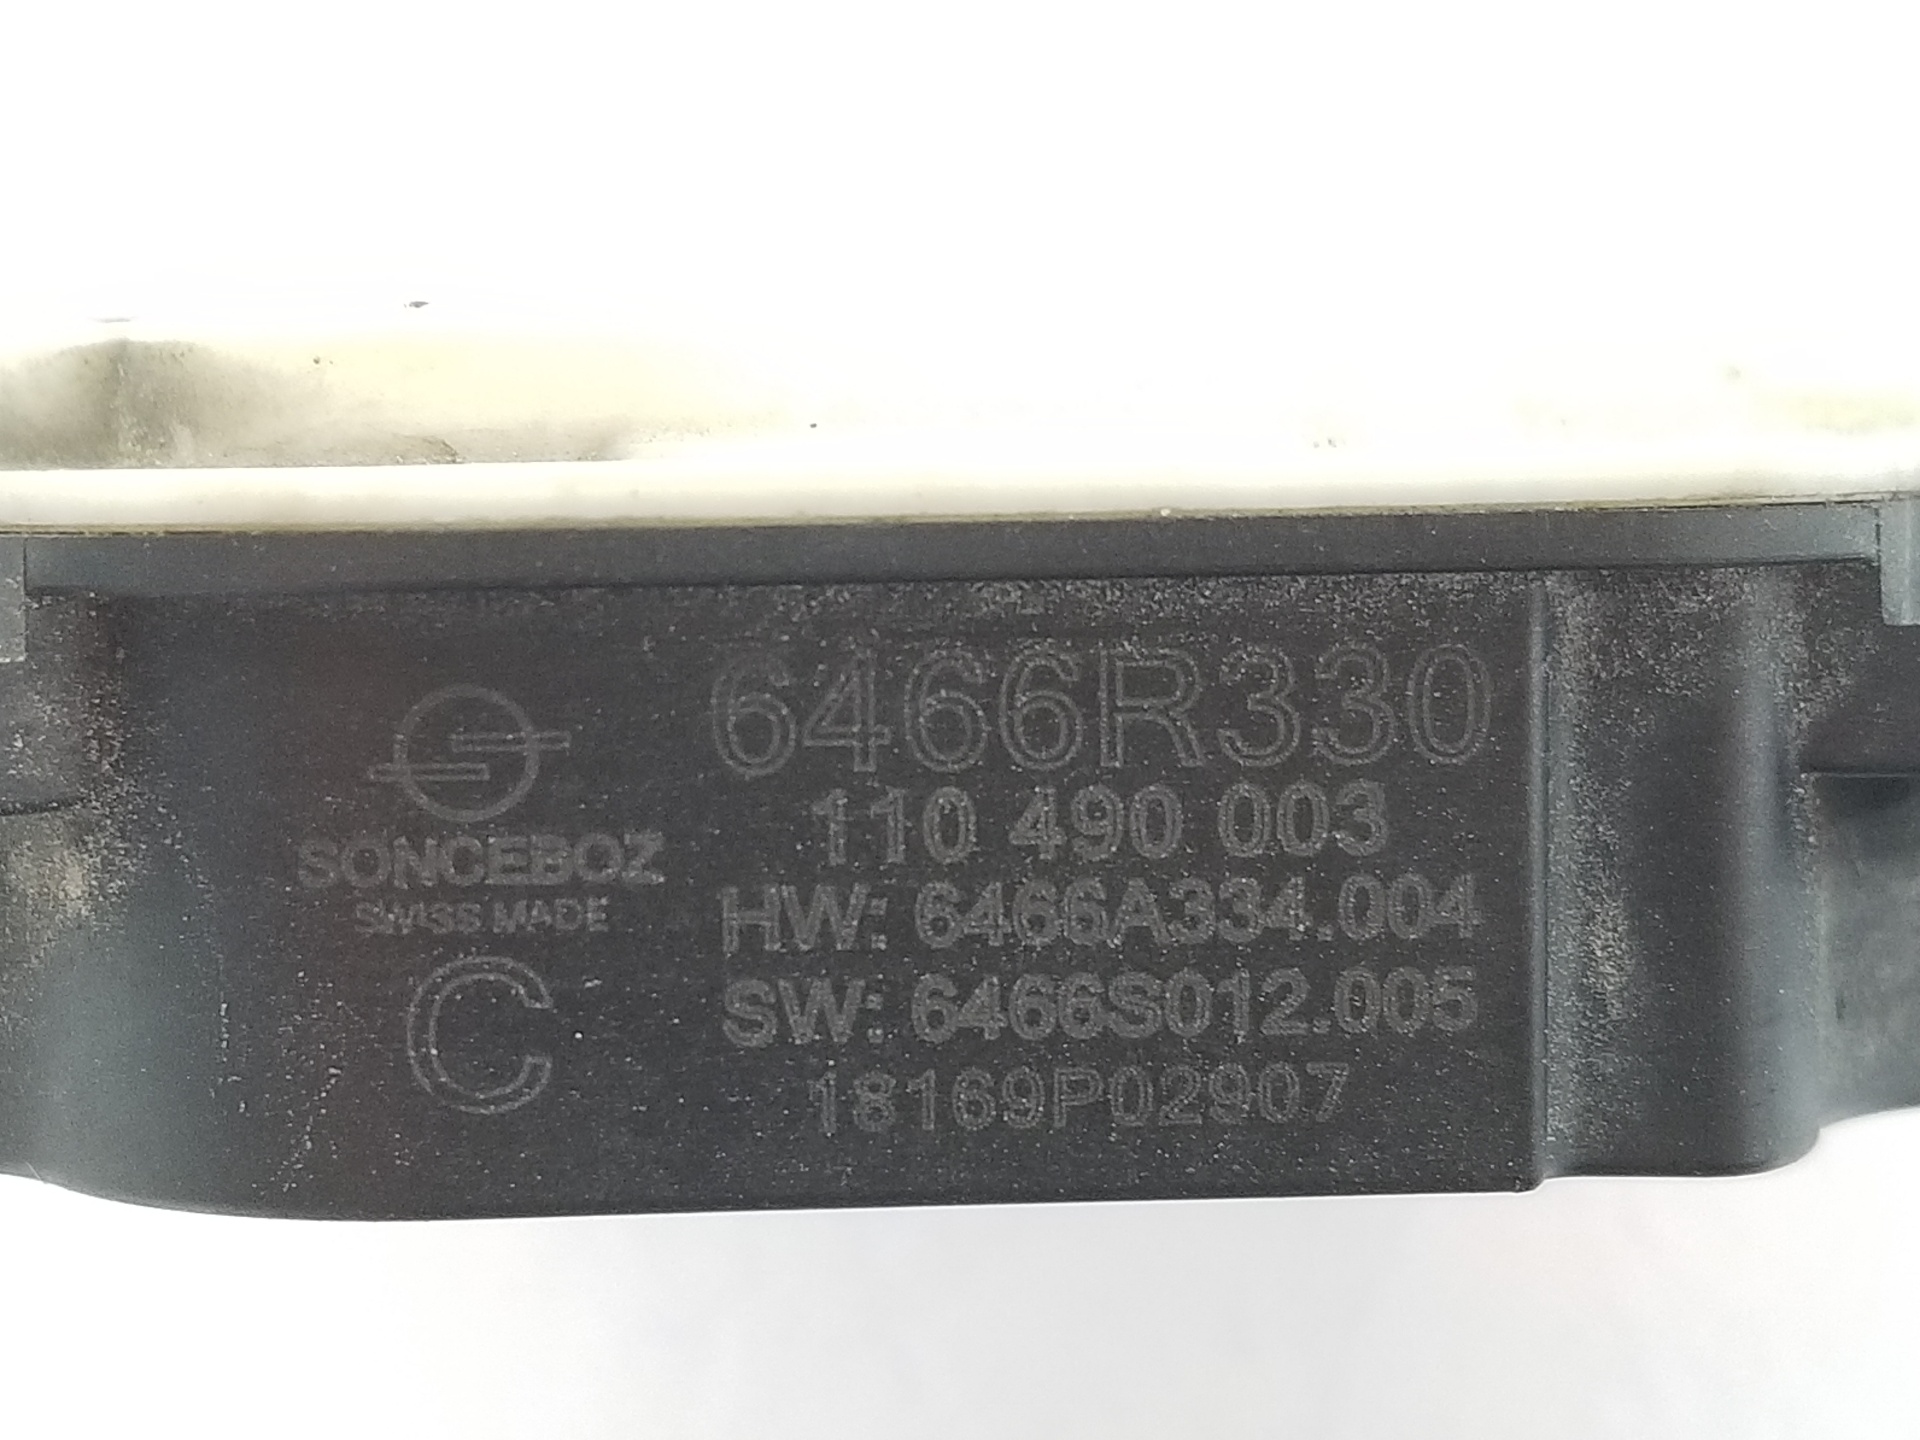 SONCEBOZ
SWISS MADE
C
6466R330
110 490 003
HW: 6466A334.004
SW: 6466S012.005
18169P02907